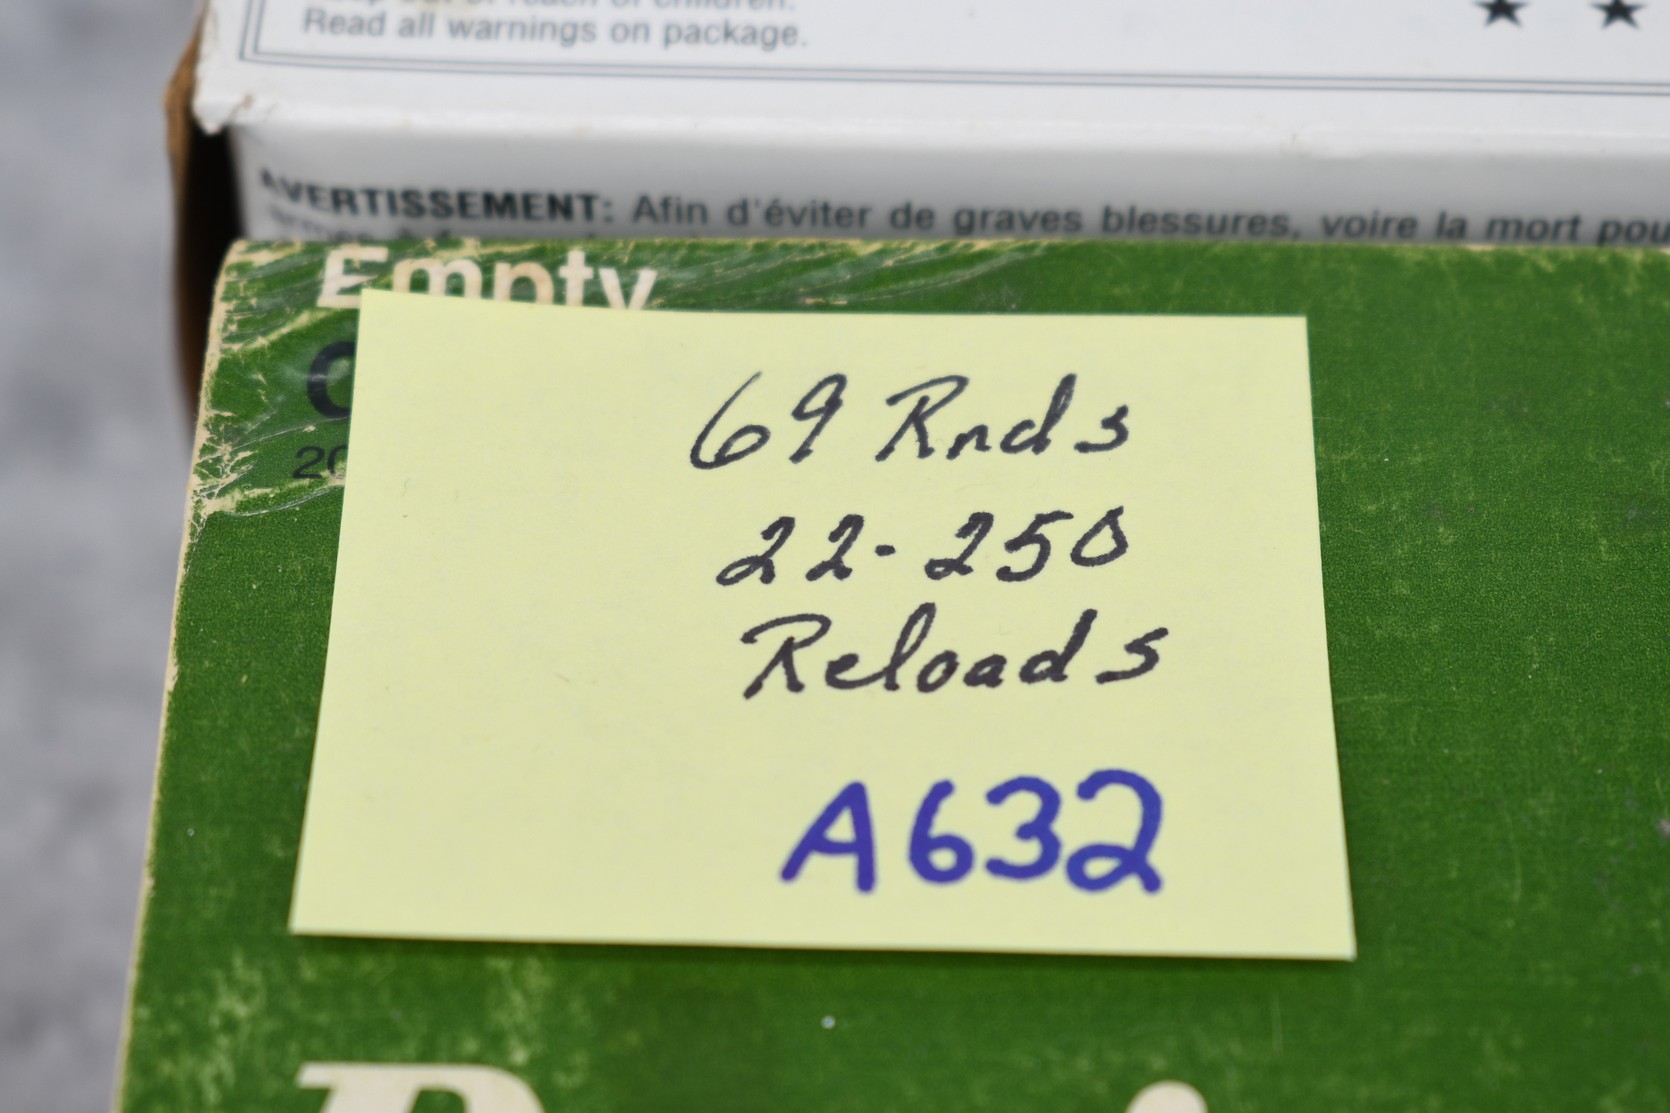 Read all warnings on package.
AVERTISSEMENT: Afin d'éviter de graves blessures, voire la mort pou
Empty
20
69 Rnds
22-250
Reloads
A632